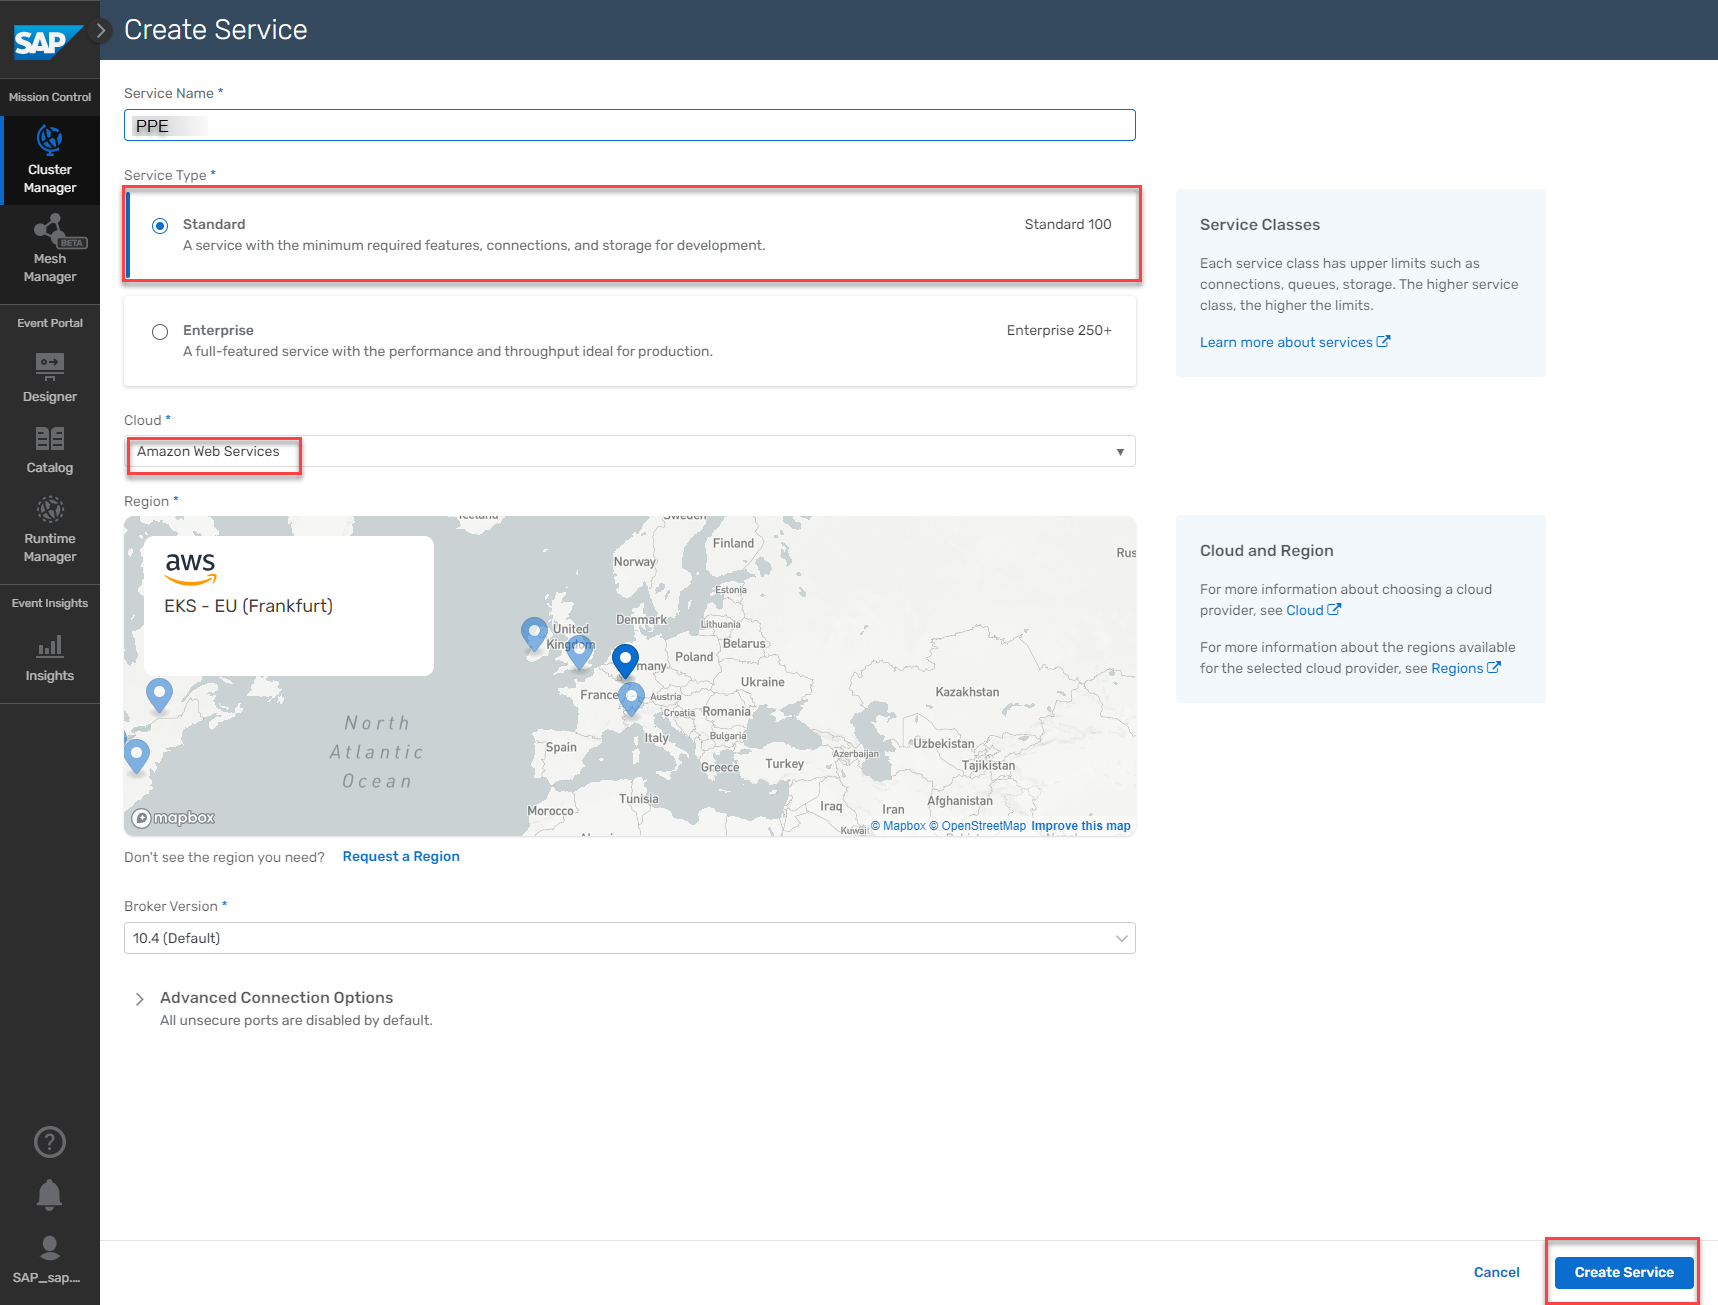 SAP
Create Service
Mission Control
Cluster
Manager
BETA
Mesh
Manager
Event Portal
Designer
Catalog
Runtime
Manager
Event Insights
Insights
SAP_sap....
Service Name *
PPE
Service Type *
Standard
Standard 100
A service with the minimum required features, connections, and storage for development.
Enterprise
Enterprise 250+
A full-featured service with the performance and throughput ideal for production.
Service Classes
Each service class has upper limits such as
connections, queues, storage. The higher service
class, the higher the limits.
Learn more about services
Cloud *
Amazon Web Services
Region *
aws
EKS - EU (Frankfurt)
Iceland
Sweden
Finland
Norway
Rus
Estonia
Denmark
Lithuania
United
Kingdom
Belarus
Poland
many
Ukraine
France
Austria
Kazakhstan
Croatia
Romania
North
Atlantic
Ocean
Bulgaria
Italy
Spain
Uzbekistan
Azerbaijan
Greece
Turkey
Tajikistan
Tunisia
Morocco
Iraq
Iran
Afghanistan
Kuwai
mapbox
© Mapbox © OpenStreetMap Improve this map
Cloud and Region
For more information about choosing a cloud
provider, see Cloud
For more information about the regions available
for the selected cloud provider, see Regions
Don't see the region you need? Request a Region
Broker Version *
10.4 (Default)
Advanced Connection Options
All unsecure ports are disabled by default.
Cancel
Create Service